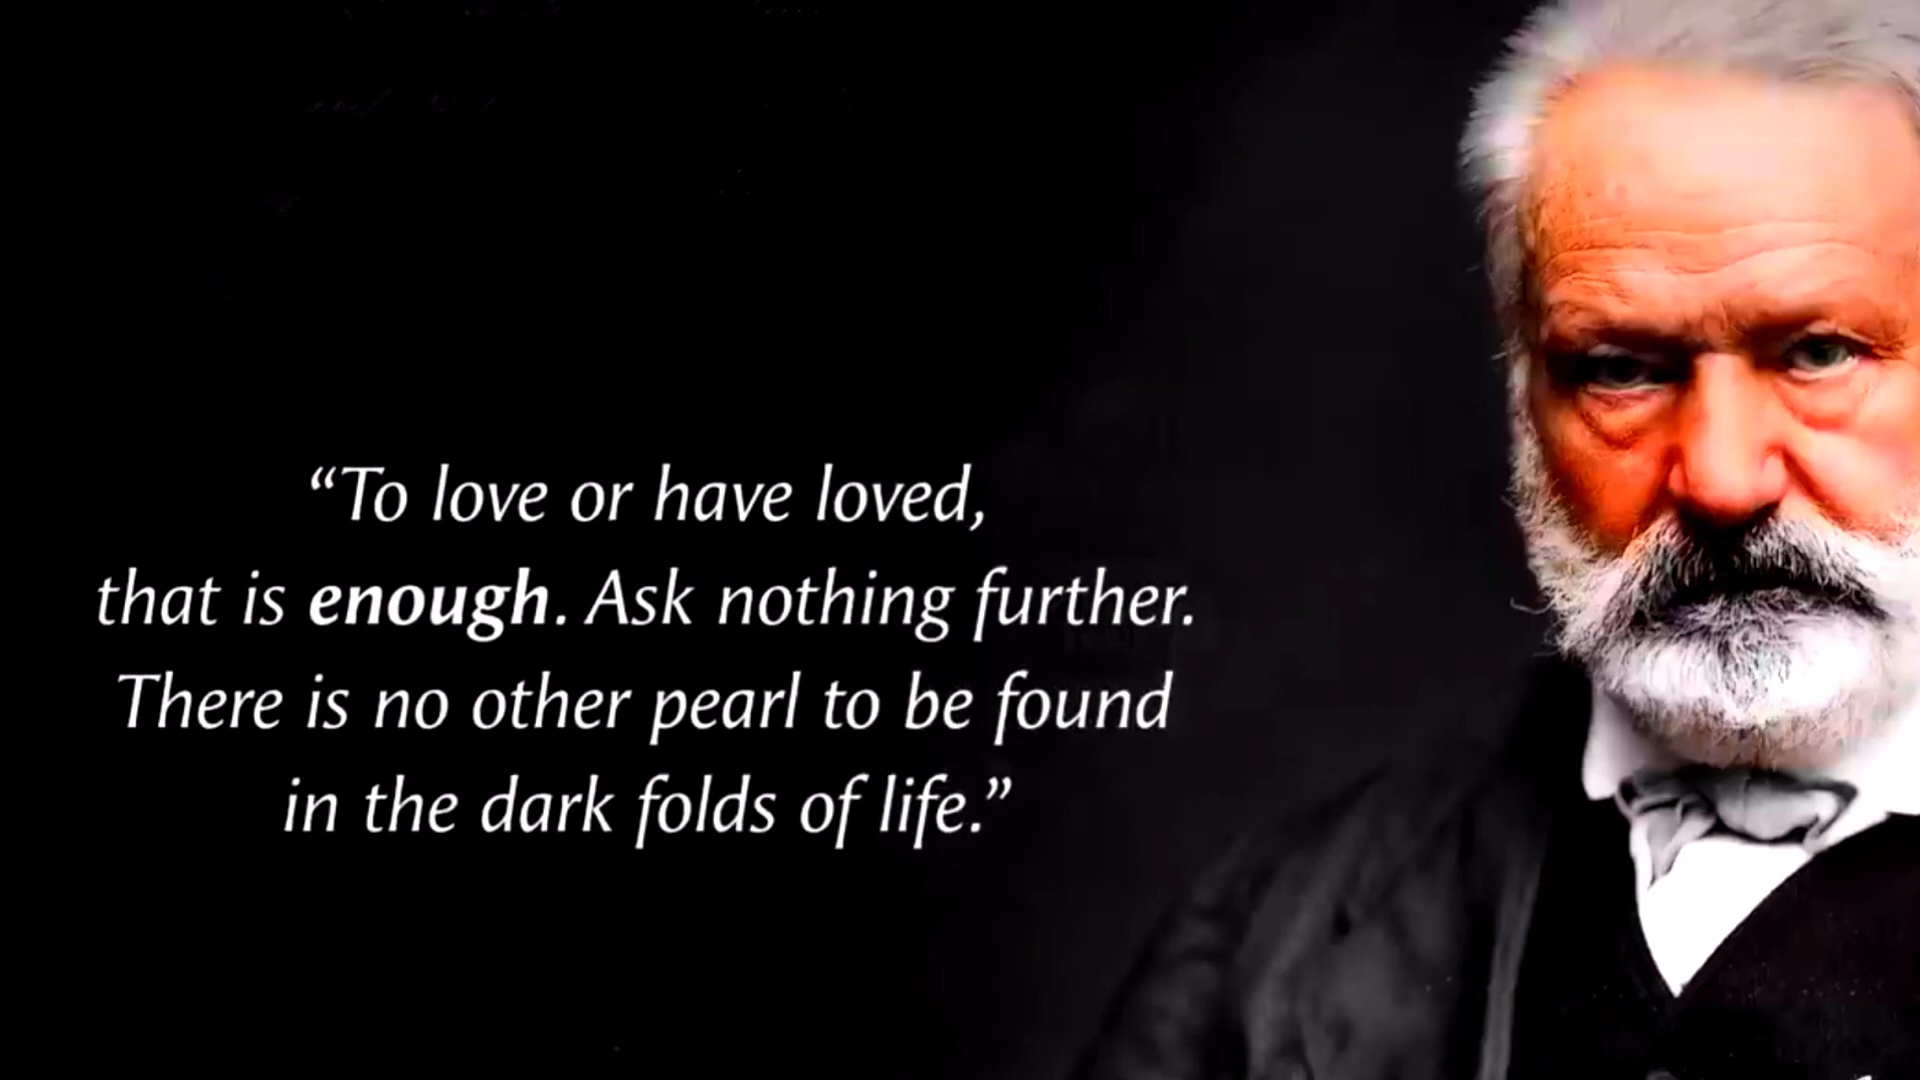 “To love or have loved,
that is enough. Ask nothing further.
There is no other pearl to be found
in the dark folds of life.”